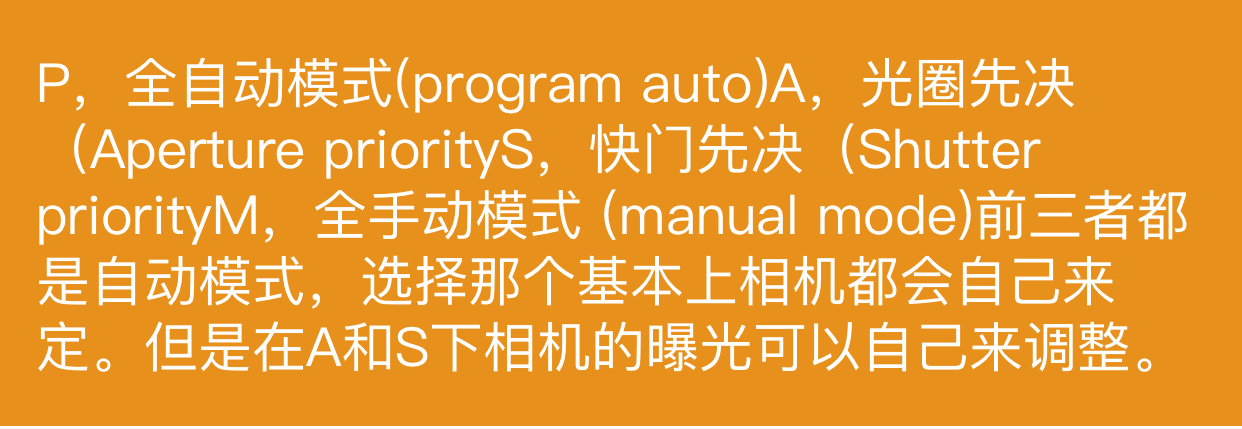 P，全自动模式(program auto)A，光圈先决
（Aperture priorityS，快门先决（Shutter
priorityM，全手动模式 (manual mode)前三者都
是自动模式，选择那个基本上相机都会自己来
定。但是在A和S下相机的曝光可以自己来调整。